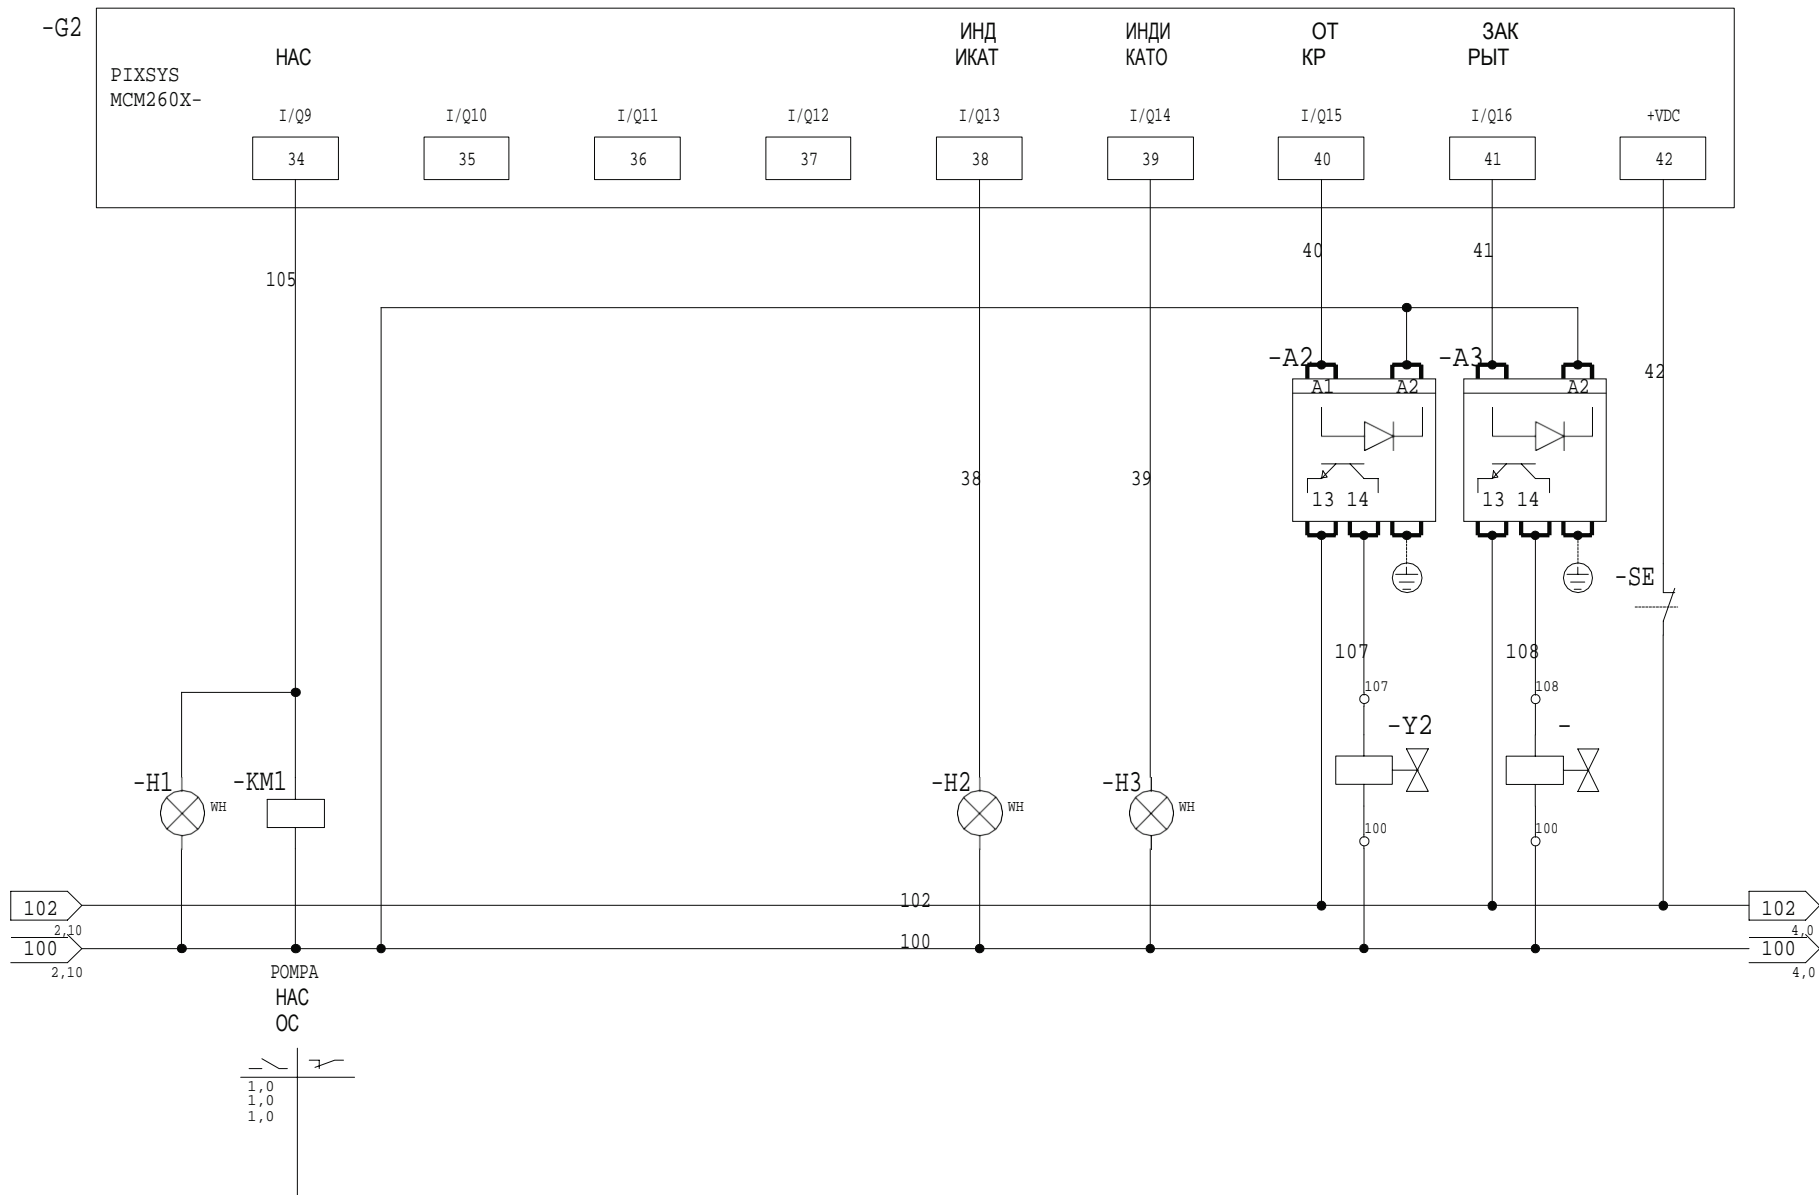 -G2
НАС
ИНД
ИКАТ
ИНДИ
КАТО
ОТ
КР
ЗАК
РЫТ
PIXSYS
MCM260X-
I/Q9
I/Q10
I/Q11
I/Q12
I/Q13
I/Q14
I/Q15
I/Q16
+VDC
34
35
36
37
38
39
40
41
42
105
40
41
-A2
-A3
42
A1
A2
A2
38
39
13 14
13 14
-SE
107
108
107
108
-Y2
-
-H1
WH
-KM1
-H2
WH
-H3
WH
100
100
102
2,10
102
102
4,0
100
2,10
100
100
4,0
POMPA
НАС
ОС
1,0
1,0
1,0